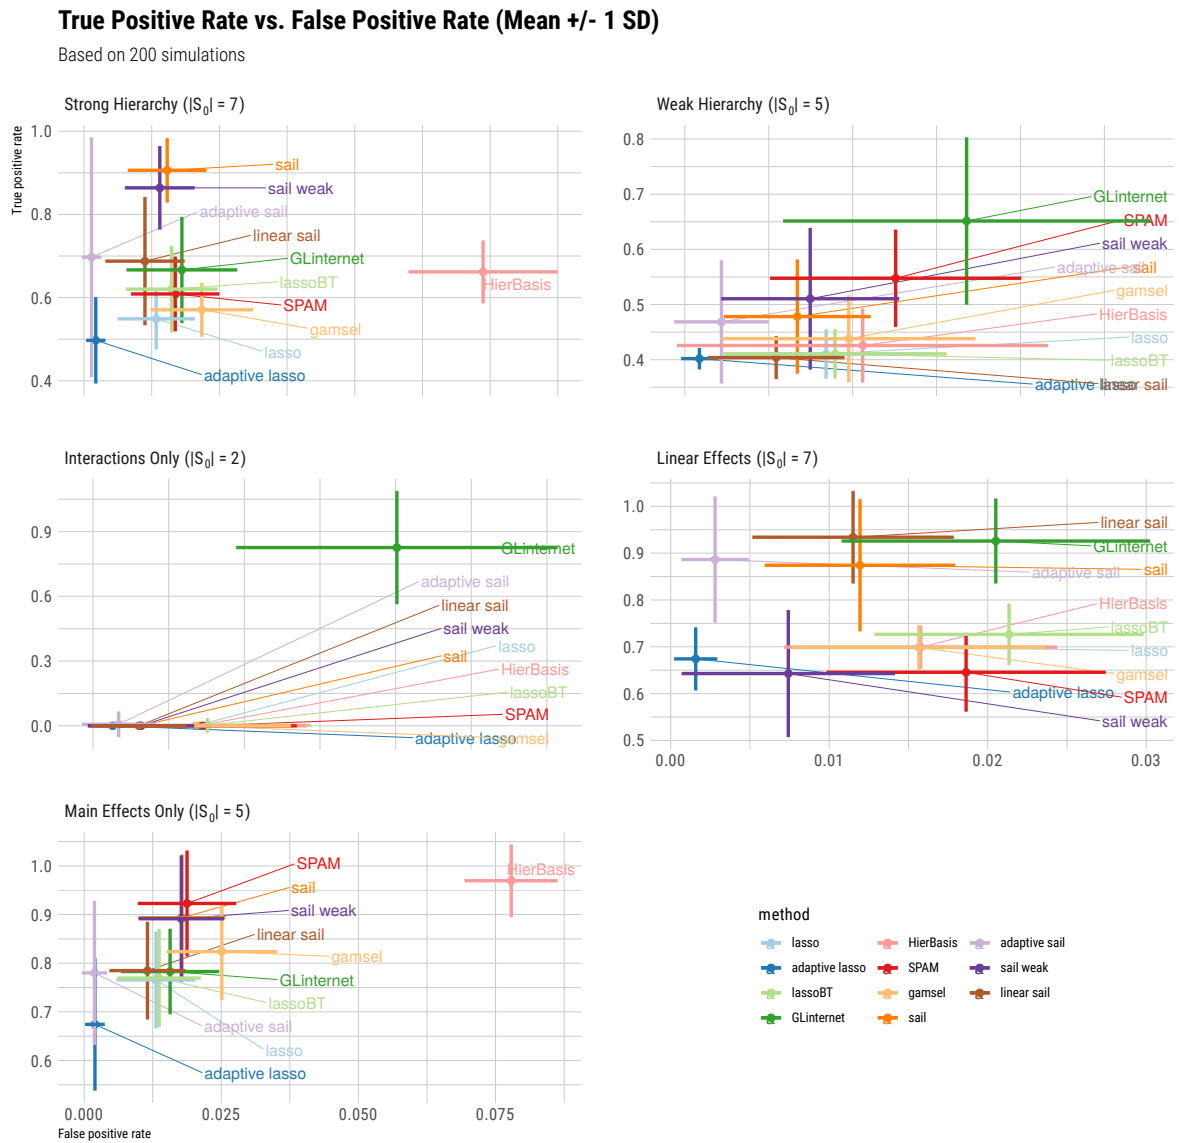 True Positive Rate vs. False Positive Rate (Mean +/- 1 SD)
Based on 200 simulations
Strong Hierarchy (|S0| = 7)
True positive rate
1.0
0.8
0.6
0.4
sail
sail weak
adaptive sail
linear sail
GLinternet
lassoBT
HierBasis
SPAM
gamsel
lasso
adaptive lasso
Weak Hierarchy (|S0| = 5)
0.8
0.7
0.6
0.5
0.4
GLinternet
SPAM
sail weak
adaptive sail
sail
gamsel
HierBasis
lasso
lassoBT
adaptive lasso
linear sail
Interactions Only (|S0| = 2)
0.9
0.6
0.3
0.0
GLinternet
adaptive sail
linear sail
sail weak
lasso
sail
HierBasis
lassoBT
SPAM
adaptive lasso
gamsel
Linear Effects (|S0| = 7)
1.0
0.9
0.8
0.7
0.6
0.5
linear sail
GLinternet
adaptive sail
sail
HierBasis
lassoBT
lasso
gamsel
adaptive lasso
SPAM
sail weak
0.00
0.01
0.02
0.03
Main Effects Only (|S0| = 5)
1.0
0.9
0.8
0.7
0.6
SPAM
HierBasis
sail
sail weak
linear sail
gamsel
GLinternet
lassoBT
adaptive sail
lasso
adaptive lasso
0.000
0.025
0.050
0.075
False positive rate
method
lasso
HierBasis
adaptive sail
adaptive lasso
SPAM
sail weak
lassoBT
gamsel
linear sail
GLinternet
sail